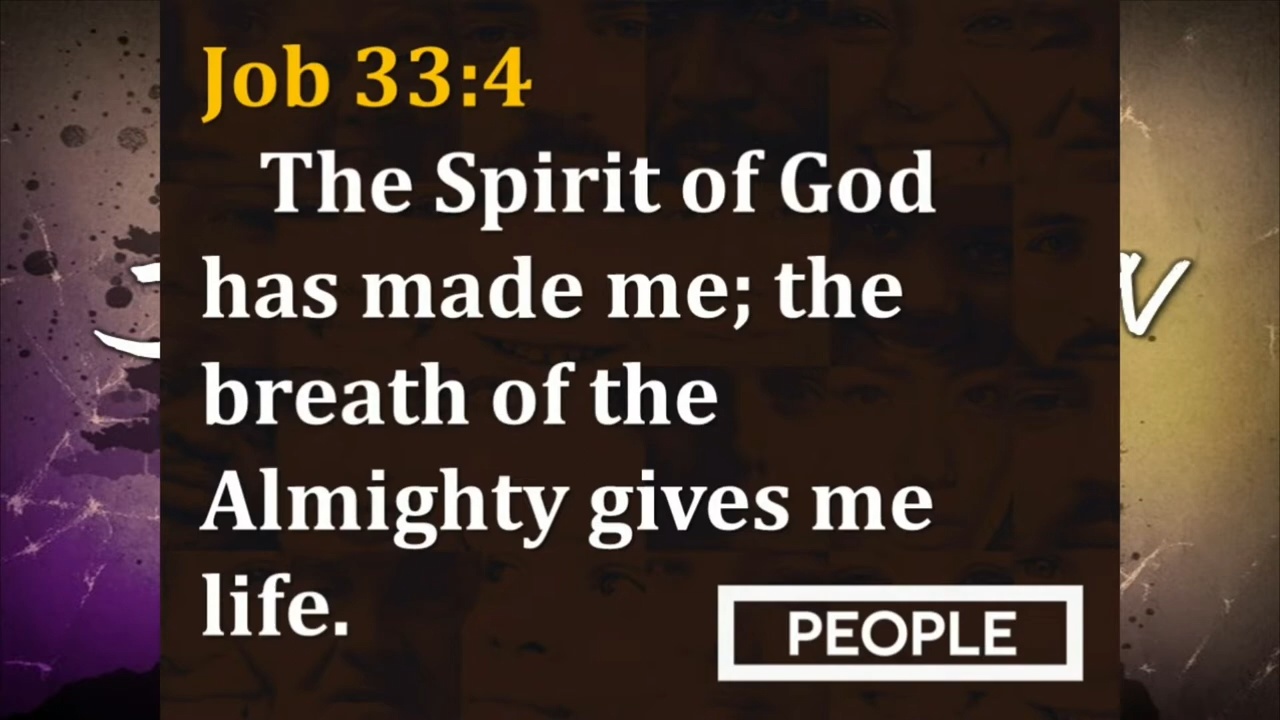 Job 33:4
The Spirit of God
has made me; the
breath of the
Almighty gives me
life.
PEOPLE